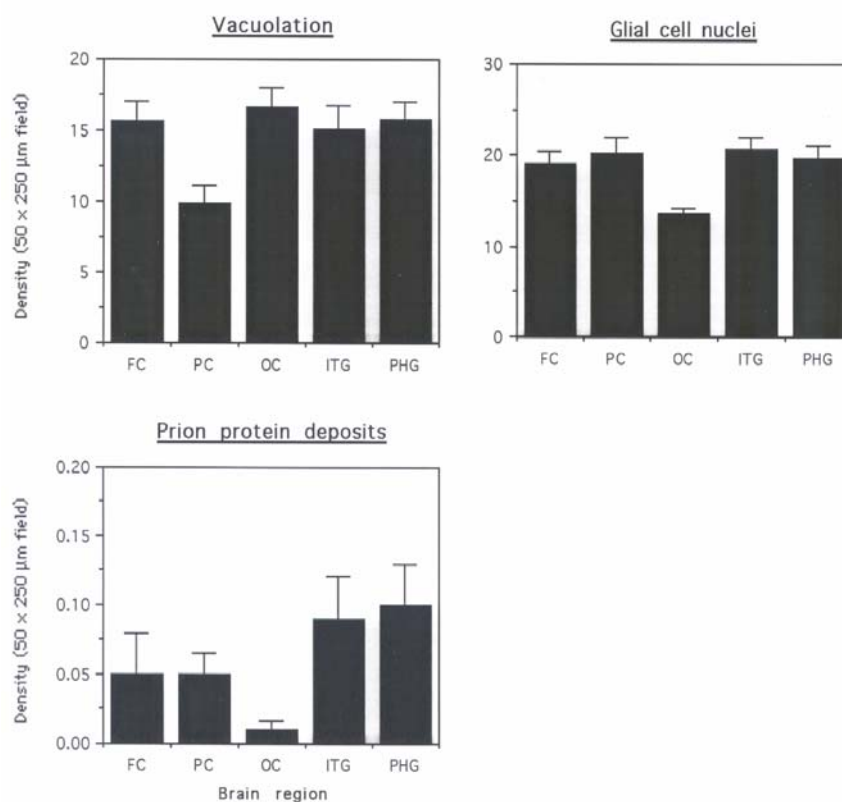 Vacuolation
Density (50 x 250 µm field)
20
15
10
5
0
FC PC OC ITG PHG
Glial cell nuclei
30
20
10
0
FC PC OC ITG PHG
Prion protein deposits
Density (50 x 250 µm field)
0.20
0.15
0.10
0.05
0.00
FC PC OC ITG PHG
Brain region